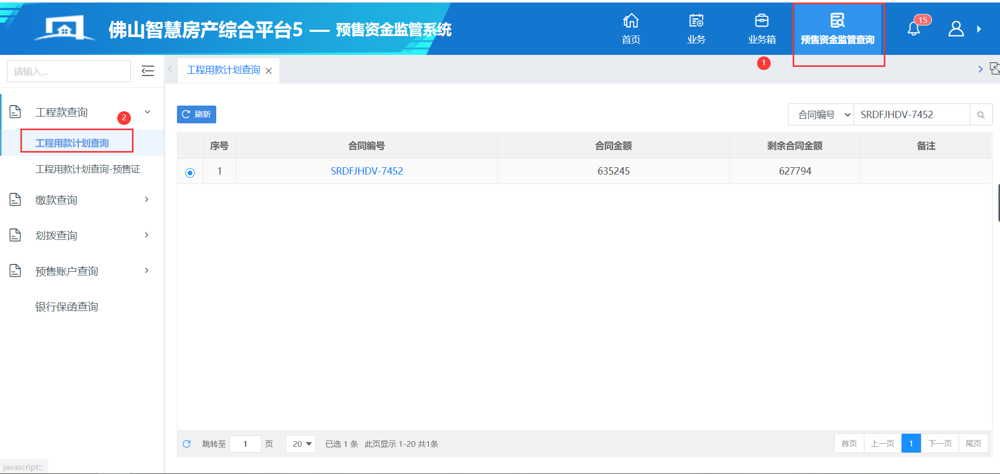 佛山智慧房产综合平台5 — 预售资金监管系统
首页
业务
业务箱
预售资金监管查询
15
1
请输入...
工程用款计划查询
工程款查询
2
工程用款计划查询
工程用款计划查询-预售证
缴款查询
划拨查询
预售账户查询
银行保函查询
刷新
合同编号 SRDFJHDV-7452
序号 合同编号 合同金额 剩余合同金额 备注
1 SRDFJHDV-7452 635245 627794
跳转至 1 页 20 已选 1 条 此页显示 1-20 共1条
首页 上一页 1 下一页 尾页
javascript:;